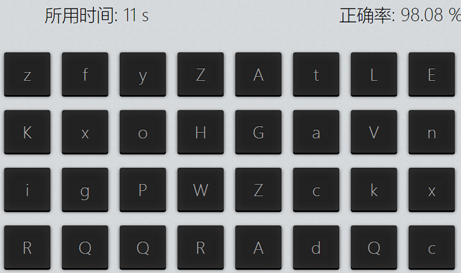 所用时间: 11 s 正确率: 98.08 %
z f y Z A t L E
K x o H G a V n
i g P W Z c k x
R Q Q R A d Q c